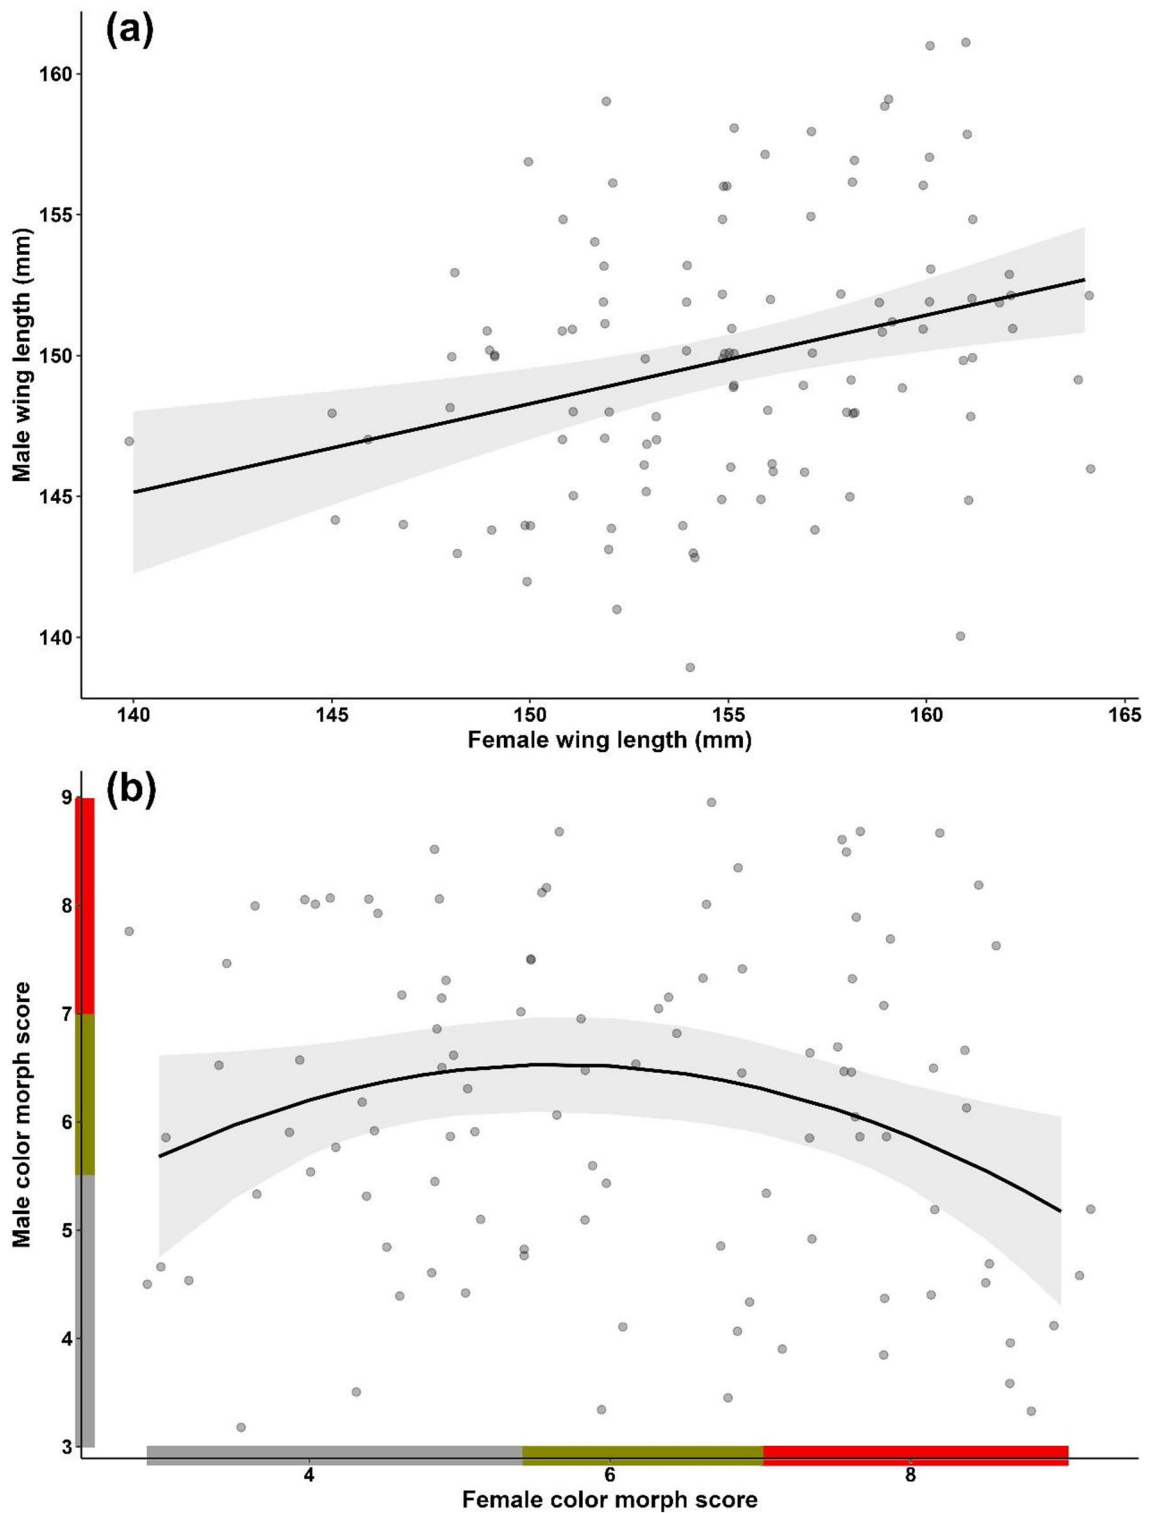 (a)
160
155
150
145
140
Male wing length (mm)
140 145 150 155 160 165
Female wing length (mm)
(b)
9
8
7
6
5
4
3
Male color morph score
4 6 8
Female color morph score